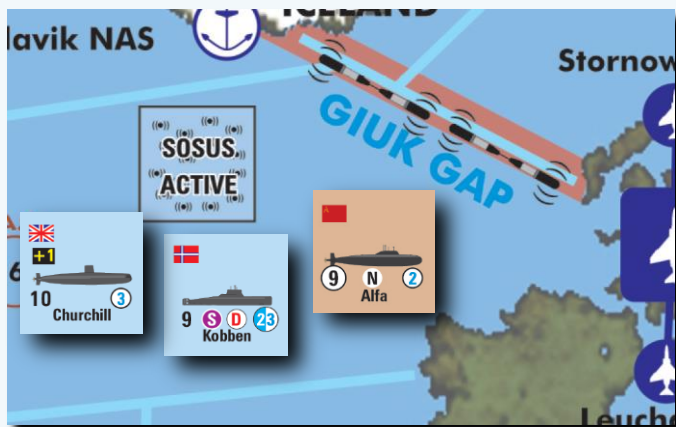 ICELAND
lavik NAS
Stornow
GIUK GAP
SOSUS
ACTIVE
A.
6
+1
10
3
Churchill
9 S D 23
Kobben
9 N 2
Alfa
Leuche